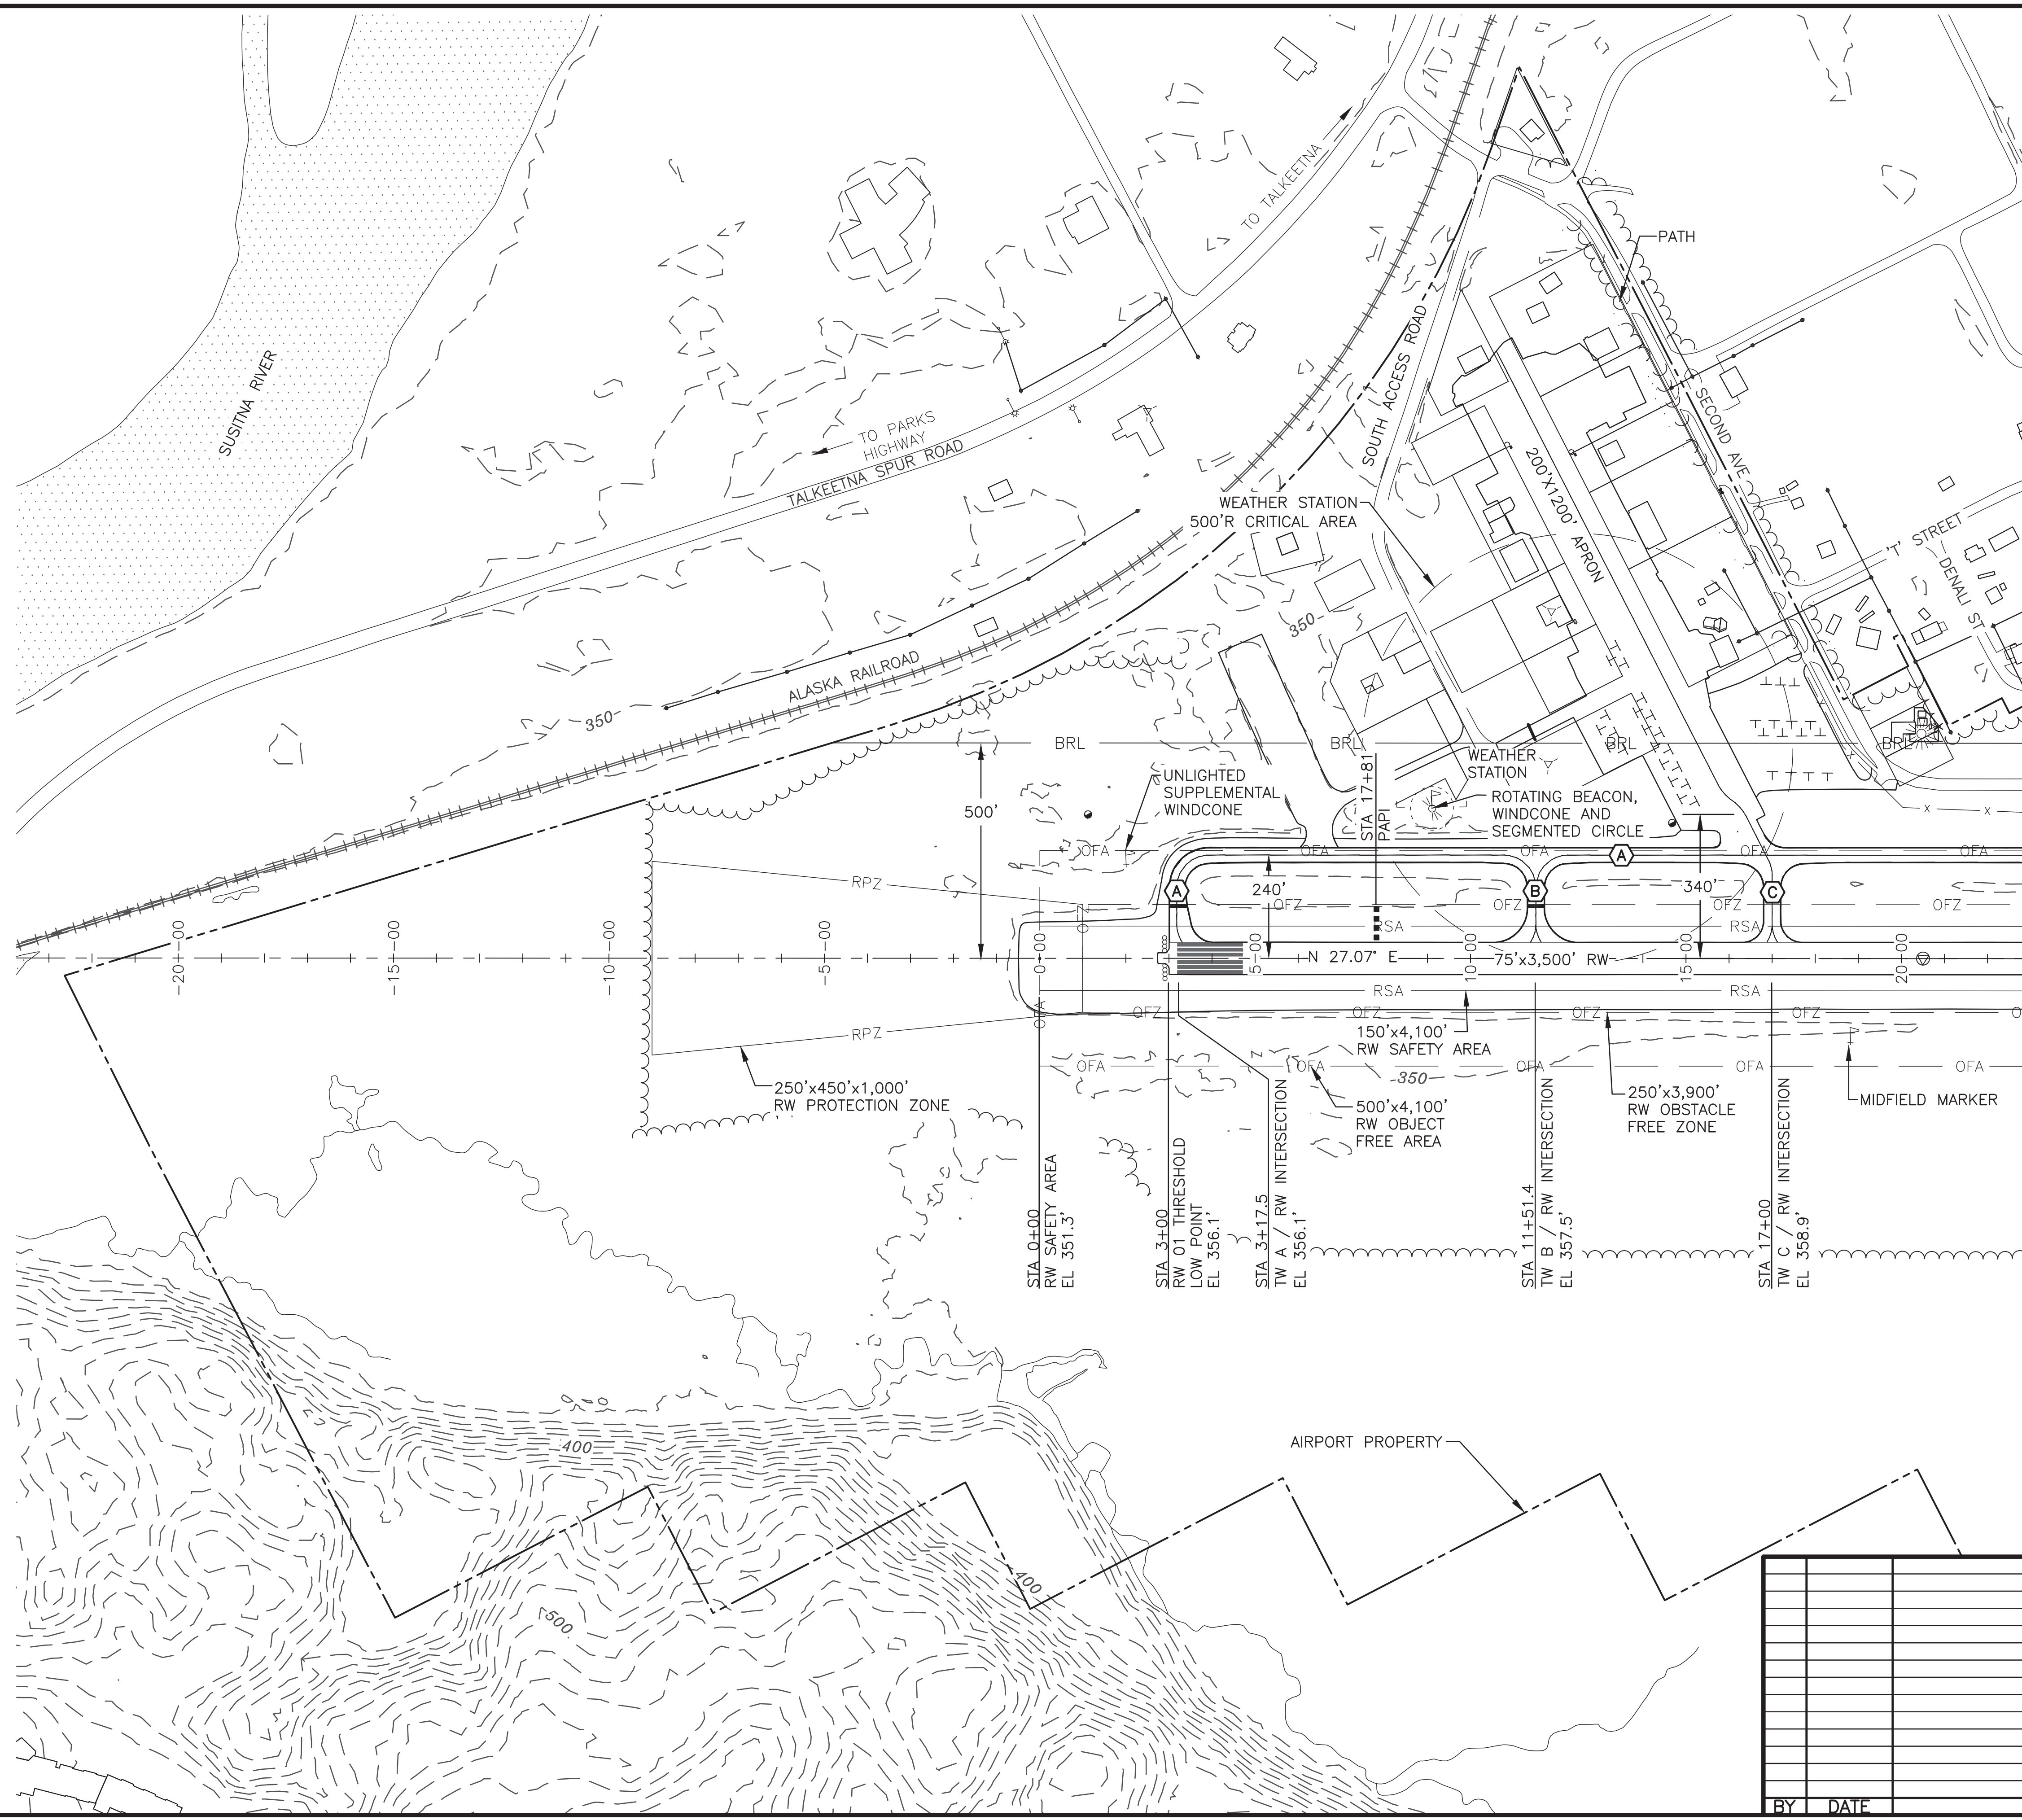 TO TALKEETNA
PATH
SUSITNA RIVER
SOUTH ACCESS ROAD
SECOND AVE
TO PARKS
HIGHWAY
TALKEETNA SPUR ROAD
200'X1200' APRON
WEATHER STATION
500'R CRITICAL AREA
'T' STREET
DENALI ST
350
ALASKA RAILROAD
350
BRL
BRL
BRL
BRL
500'
UNLIGHTED
SUPPLEMENTAL
WINDCONE
STA 17+81
PAPI
WEATHER
STATION
ROTATING BEACON,
WINDCONE AND
SEGMENTED CIRCLE
X
X
OFA
OFA
OFA
A
OFA
OFA
RPZ
A
240'
B
340'
C
OFZ
OFZ
OFZ
OFZ
OFZ
RSA
RSA
-20+00
-15+00
-10+00
-5+00
0+00
5+00
10+00
15+00
20+00
N 27.07° E
75'x3,500' RW
RSA
RSA
OFA
OFZ
OFZ
OFZ
OFZ
RPZ
150'x4,100'
RW SAFETY AREA
OFA
OFA
OFA
OFA
OFA
350
250'x450'x1,000'
RW PROTECTION ZONE
500'x4,100'
RW OBJECT
FREE AREA
250'x3,900'
RW OBSTACLE
FREE ZONE
MIDFIELD MARKER
STA 0+00
RW SAFETY AREA
EL 351.3'
STA 3+00
RW 01 THRESHOLD
LOW POINT
EL 356.1'
STA 3+17.5
TW A / RW INTERSECTION
EL 356.1'
STA 11+51.4
TW B / RW INTERSECTION
EL 357.5'
STA 17+00
TW C / RW INTERSECTION
EL 358.9'
400
AIRPORT PROPERTY
400
500
BY
DATE